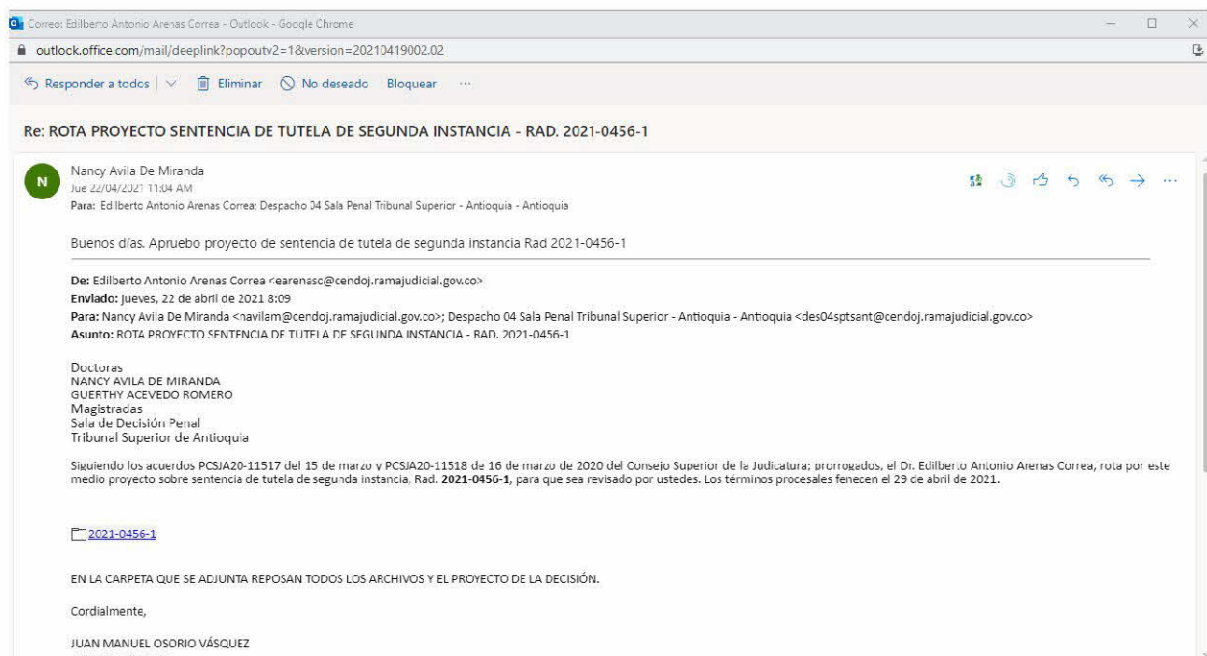 Correo: Edilberto Antonio Arenas Correa - Outlook - Google Chrome
outlook.office.com/mail/deeplink?popoutv2=1&version=20210419002.02
Responder a todos Eliminar No deseado Bloquear ...
Re: ROTA PROYECTO SENTENCIA DE TUTELA DE SEGUNDA INSTANCIA - RAD. 2021-0456-1
N
Nancy Avila De Miranda
Jue 22/04/2021 11:04 AM
Para: Edilberto Antonio Arenas Correa; Despacho 04 Sala Penal Tribunal Superior - Antioquia - Antioquia
Buenos días. Apruebo proyecto de sentencia de tutela de segunda instancia Rad 2021-0456-1
De: Edilberto Antonio Arenas Correa <earenasc@cendoj.ramajudicial.gov.co>
Enviado: jueves, 22 de abril de 2021 8:09
Para: Nancy Avila De Miranda <navilam@cendoj.ramajudicial.gov.co>; Despacho 04 Sala Penal Tribunal Superior - Antioquia - Antioquia <des04sptsant@cendoj.ramajudicial.gov.co>
Asunto: ROTA PROYECTO SENTENCIA DE TUTELA DE SEGUNDA INSTANCIA - RAD. 2021-0456-1
Doctoras
NANCY AVILA DE MIRANDA
GUERTHY ACEVEDO ROMERO
Magistradas
Sala de Decisión Penal
Tribunal Superior de Antioquia
Siguiendo los acuerdos PCSJA20-11517 del 15 de marzo y PCSJA20-11518 de 16 de marzo de 2020 del Consejo Superior de la Judicatura; prorrogados, el Dr. Edilberto Antonio Arenas Correa, rota por este
medio proyecto sobre sentencia de tutela de segunda instancia, Rad. 2021-0456-1, para que sea revisado por ustedes. Los términos procesales fenecen el 29 de abril de 2021.
2021-0456-1
EN LA CARPETA QUE SE ADJUNTA REPOSAN TODOS LOS ARCHIVOS Y EL PROYECTO DE LA DECISIÓN.
Cordialmente,
JUAN MANUEL OSORIO VÁSQUEZ